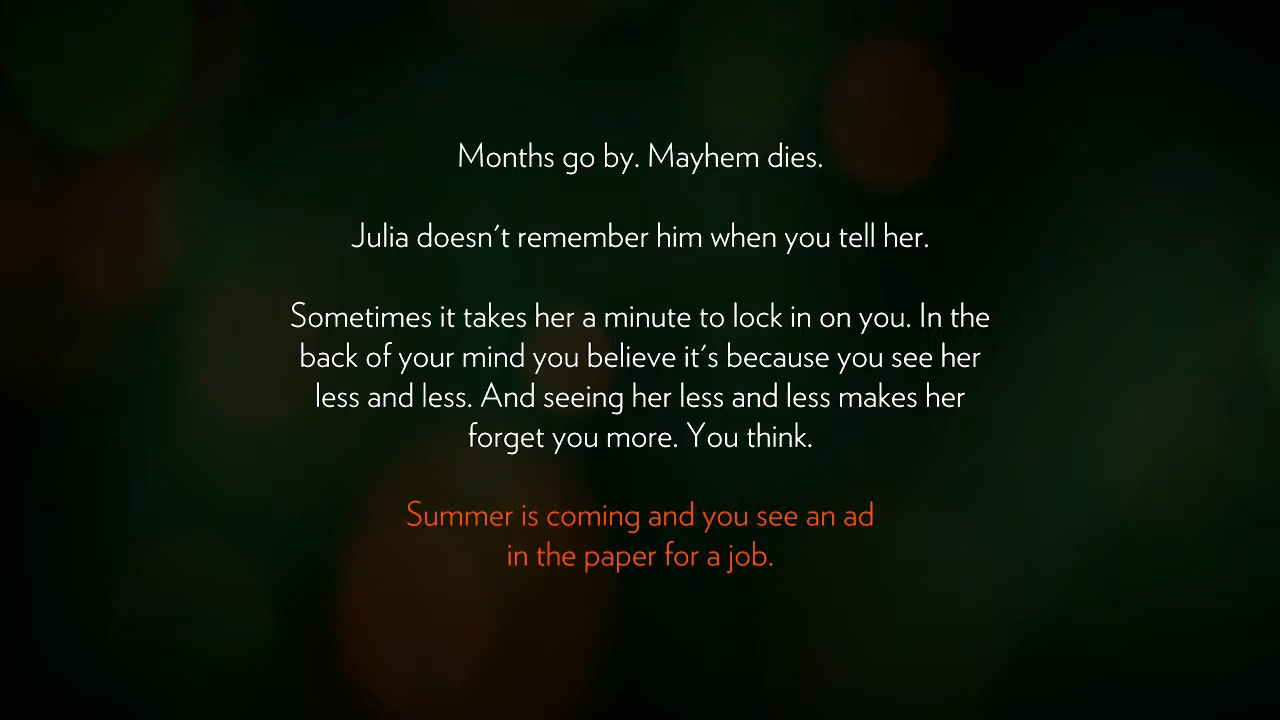 Months go by. Mayhem dies.
Julia doesn't remember him when you tell her.
Sometimes it takes her a minute to lock in on you. In the
back of your mind you believe it's because you see her
less and less. And seeing her less and less makes her
forget you more. You think.
Summer is coming and you see an ad
in the paper for a job.